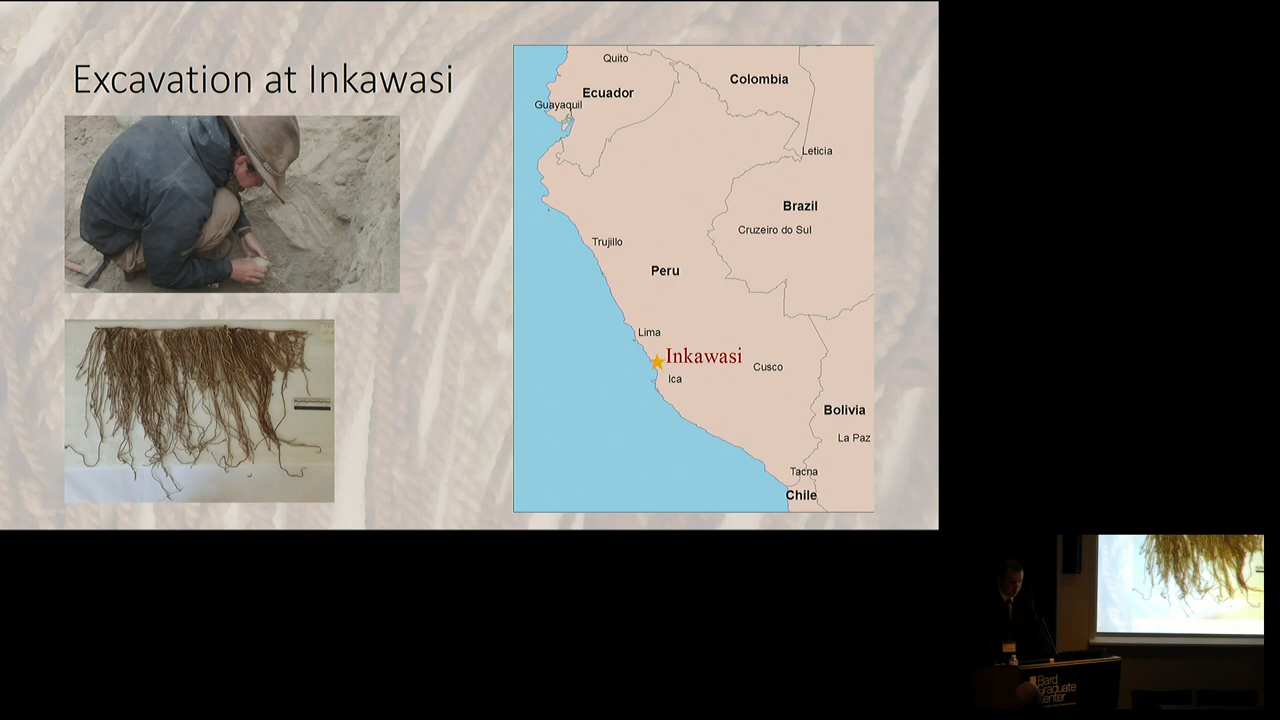 Excavation at Inkawasi
Quito
Colombia
Ecuador
Guayaquil
Leticia
Brazil
Cruzeiro do Sul
Trujillo
Peru
Lima
Inkawasi
Cusco
Ica
Bolivia
La Paz
Tacna
Chile
Bard
Graduate
Center